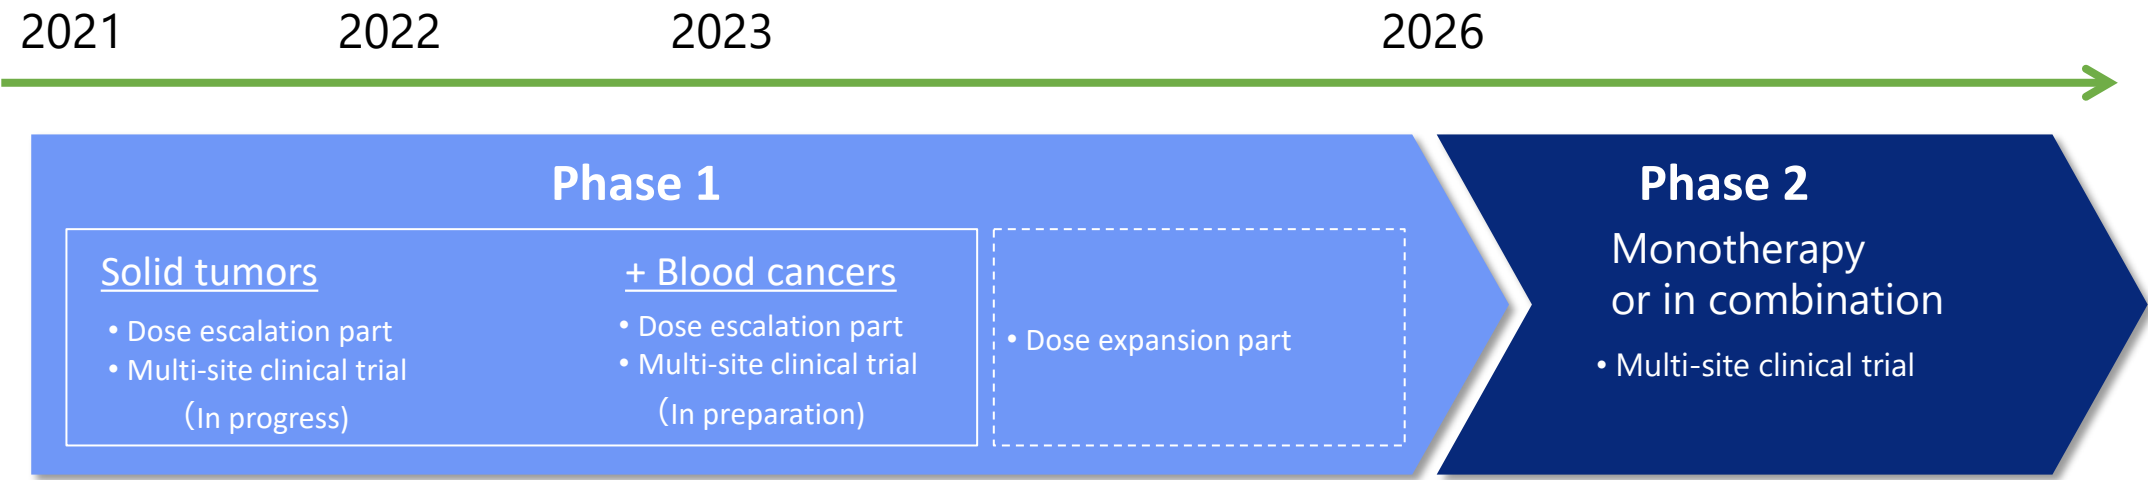 2021 2022 2023 2026
Phase 1
Solid tumors
• Dose escalation part
• Multi-site clinical trial
（In progress)
+ Blood cancers
• Dose escalation part
• Multi-site clinical trial
（In preparation)
• Dose expansion part
Phase 2
Monotherapy
or in combination
• Multi-site clinical trial